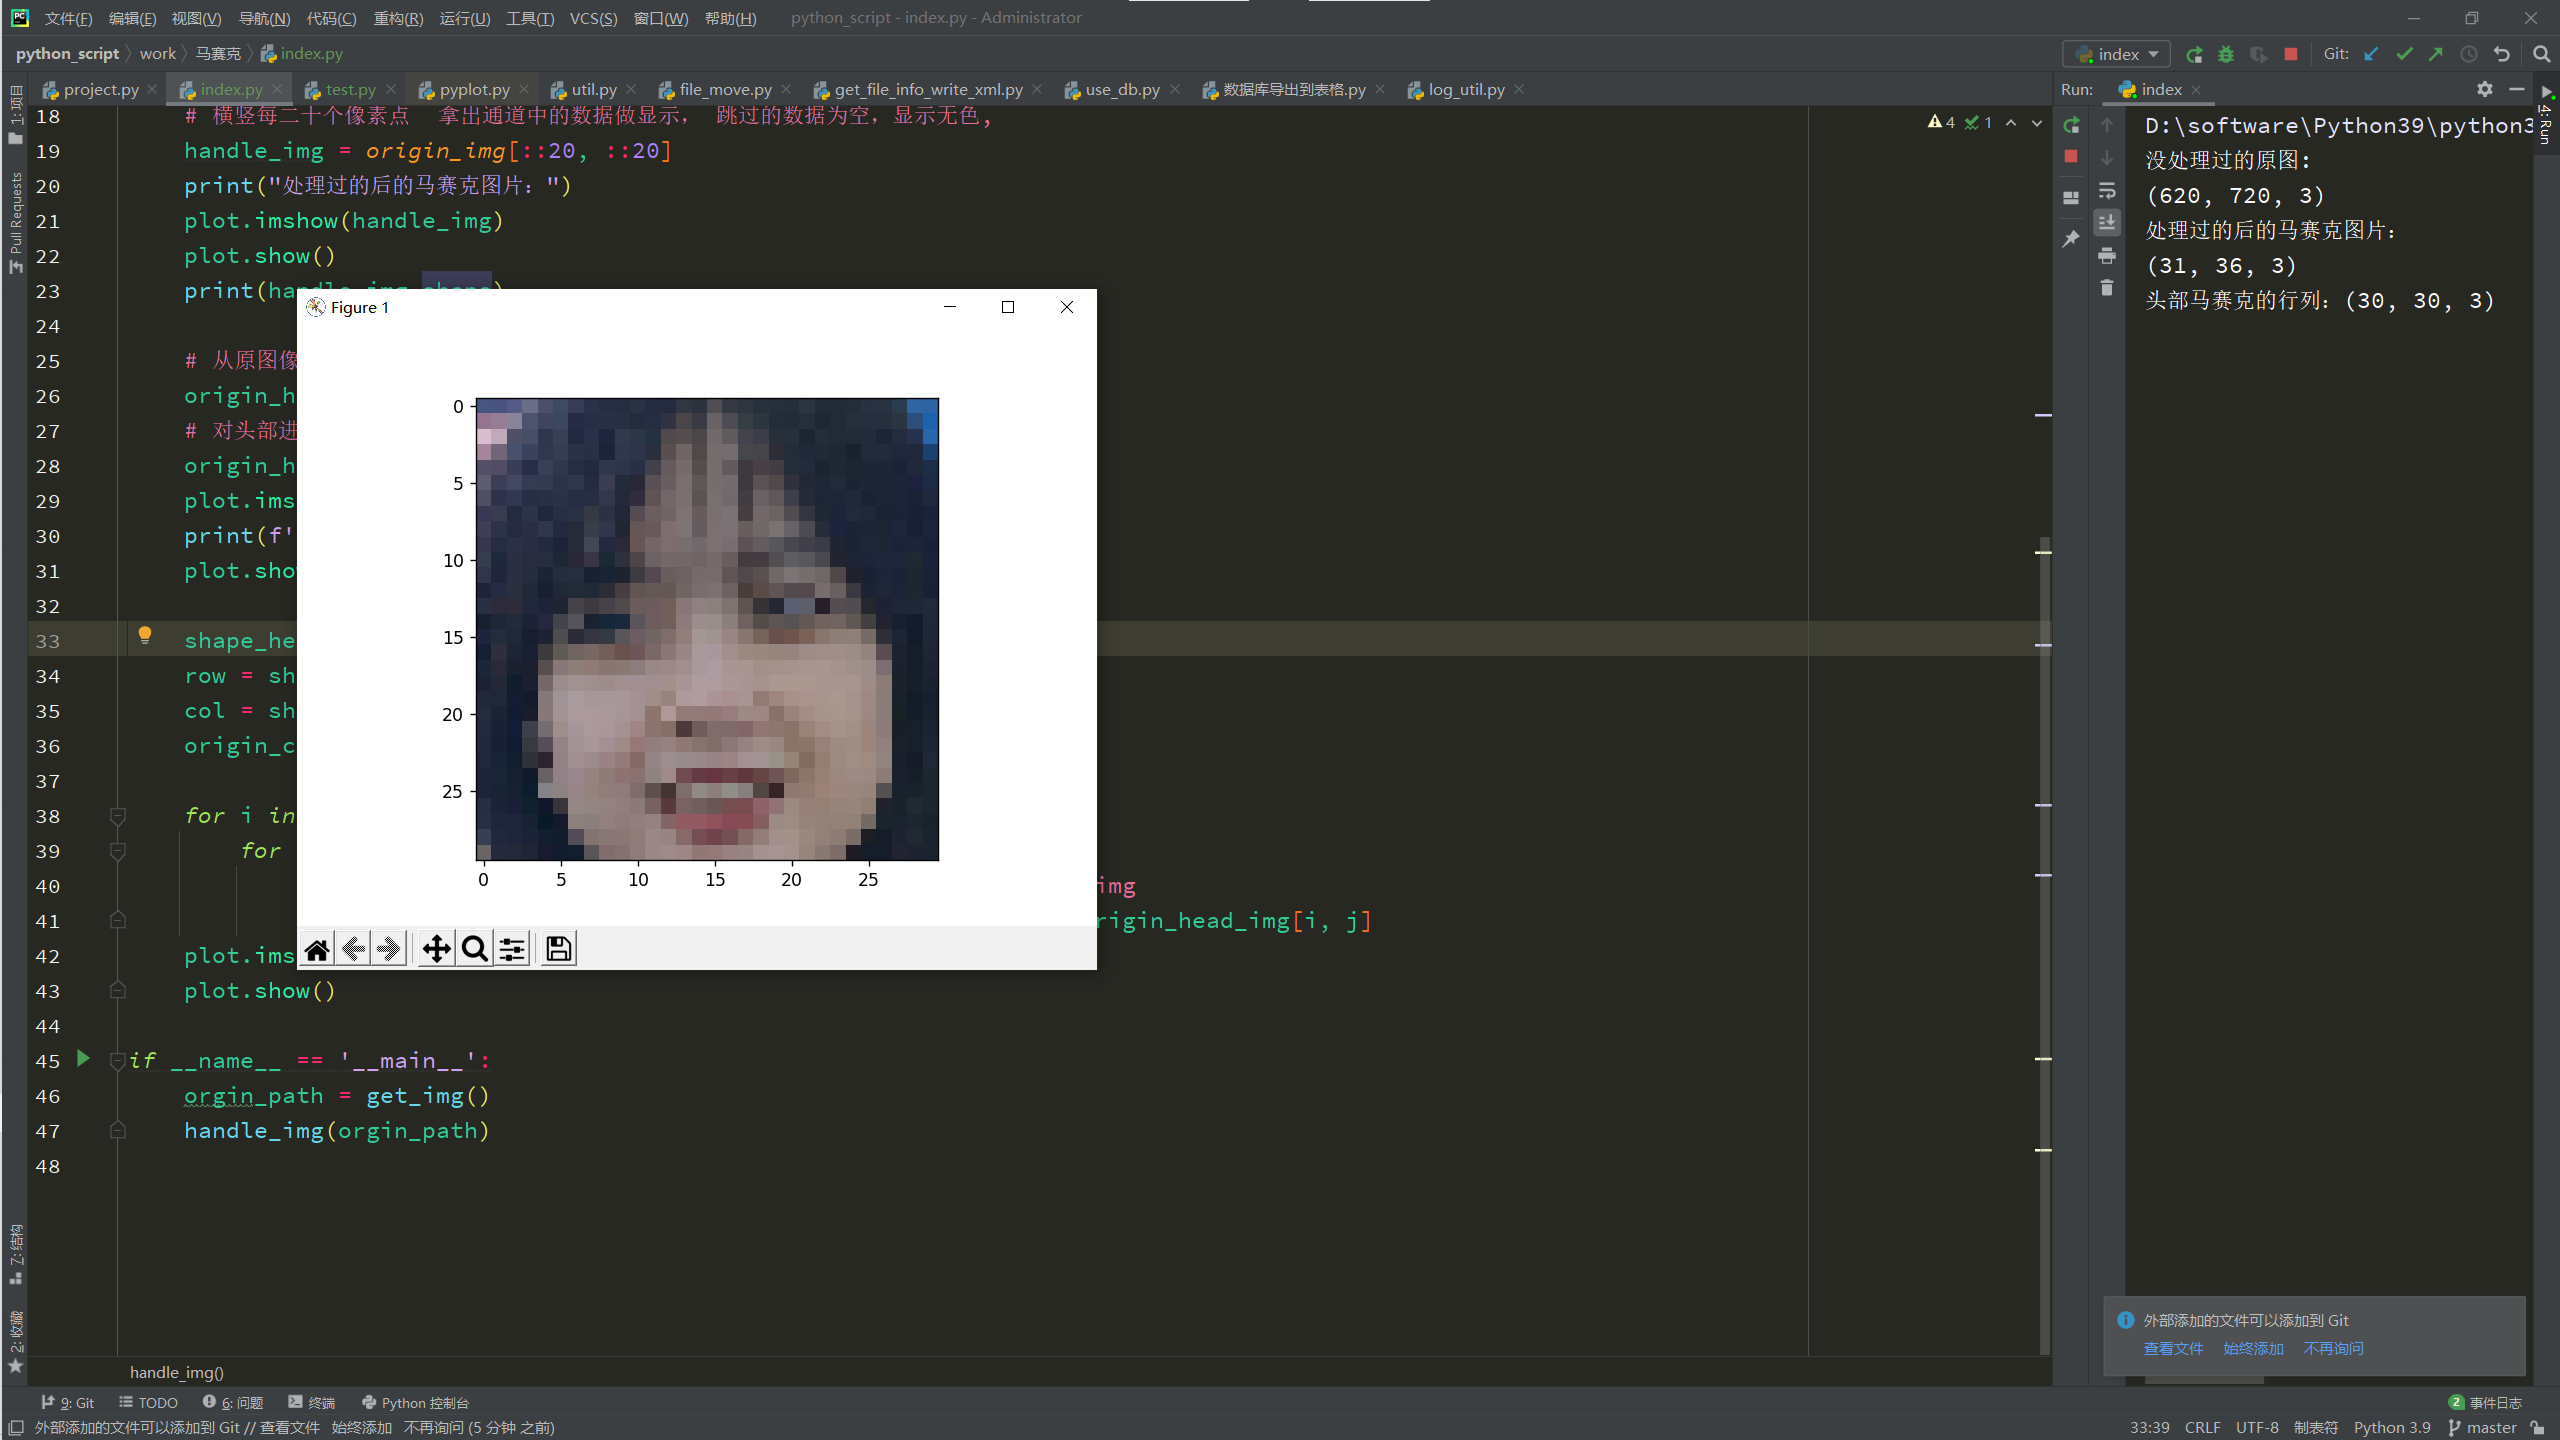 文件(F) 编辑(E) 视图(V) 导航(N) 代码(C) 重构(R) 运行(U) 工具(T) VCS(S) 窗口(W) 帮助(H) python_script - index.py - Administrator
python_script work 马赛克 index.py index Git:
project.py index.py test.py pyplot.py util.py file_move.py get_file_info_write_xml.py use_db.py 数据库导出到表格.py log_util.py
Run: index
1: 项目
Pull Requests
4: Run
4 1
18 # 横竖每二十个像素点 拿出通道中的数据做显示， 跳过的数据为空，显示无色，
19 handle_img = origin_img[::20, ::20]
20 print("处理过的后的马赛克图片：")
21 plot.imshow(handle_img)
22 plot.show()
23 print(handle_img.shape)
24
25 # 从原图像
26 origin_h
27 # 对头部进
28 origin_h
29 plot.ims
30 print(f'
31 plot.sho
32
33 shape_he
34 row = sh
35 col = sh
36 origin_c
37
38 for i in
39 for
40 img
41 rigin_head_img[i, j]
42 plot.ims
43 plot.show()
44
45 if __name__ == '__main__':
46 orgin_path = get_img()
47 handle_img(orgin_path)
48
Figure 1
0
5
10
15
20
25
0 5 10 15 20 25
D:\software\Python39\python3
没处理过的原图：
(620, 720, 3)
处理过的后的马赛克图片：
(31, 36, 3)
头部马赛克的行列：(30, 30, 3)
Z: 结构
2: 收藏
外部添加的文件可以添加到 Git
查看文件 始终添加 不再询问
handle_img()
9: Git TODO 6: 问题 终端 Python 控制台 2 事件日志
外部添加的文件可以添加到 Git // 查看文件 始终添加 不再询问 (5 分钟 之前) 33:39 CRLF UTF-8 制表符 Python 3.9 master